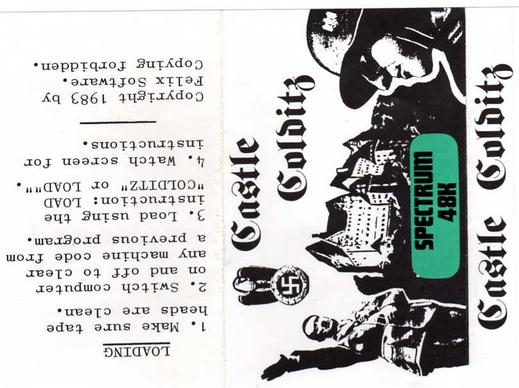 LOADING
1. Make sure tape
heads are clean.
2. Switch computer
on and off to clear
any machine code from
a previous program.
3. Load using the
instruction: LOAD
"COLDITZ" or LOAD"".
4. Watch screen for
instructions.
Copyright 1983 by
Felix Software.
Copying forbidden.
Castle
Colditz
SPECTRUM
48K
Castle Colditz